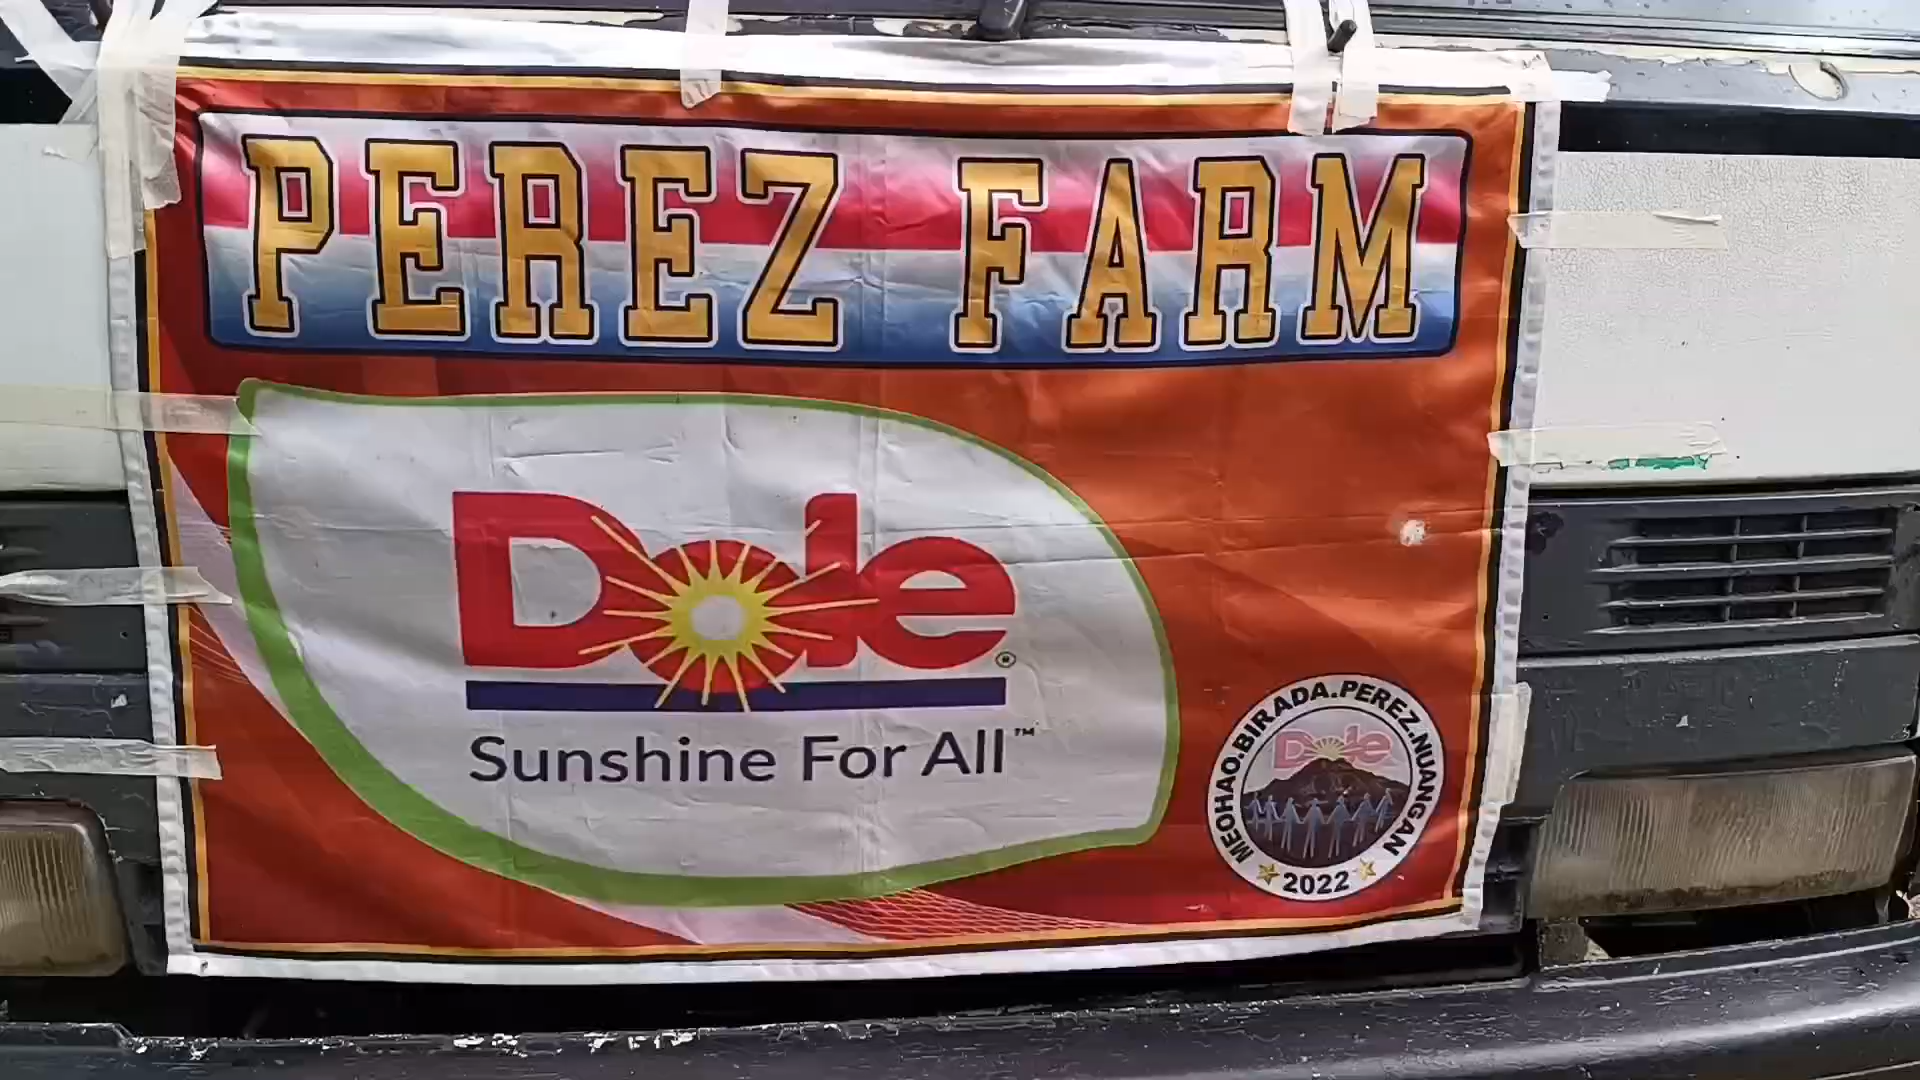 PEREZ FARM
Dole®
Sunshine For All™
MEOHAO.BIRADA.PEREZ.NUANGAN
Dole
2022